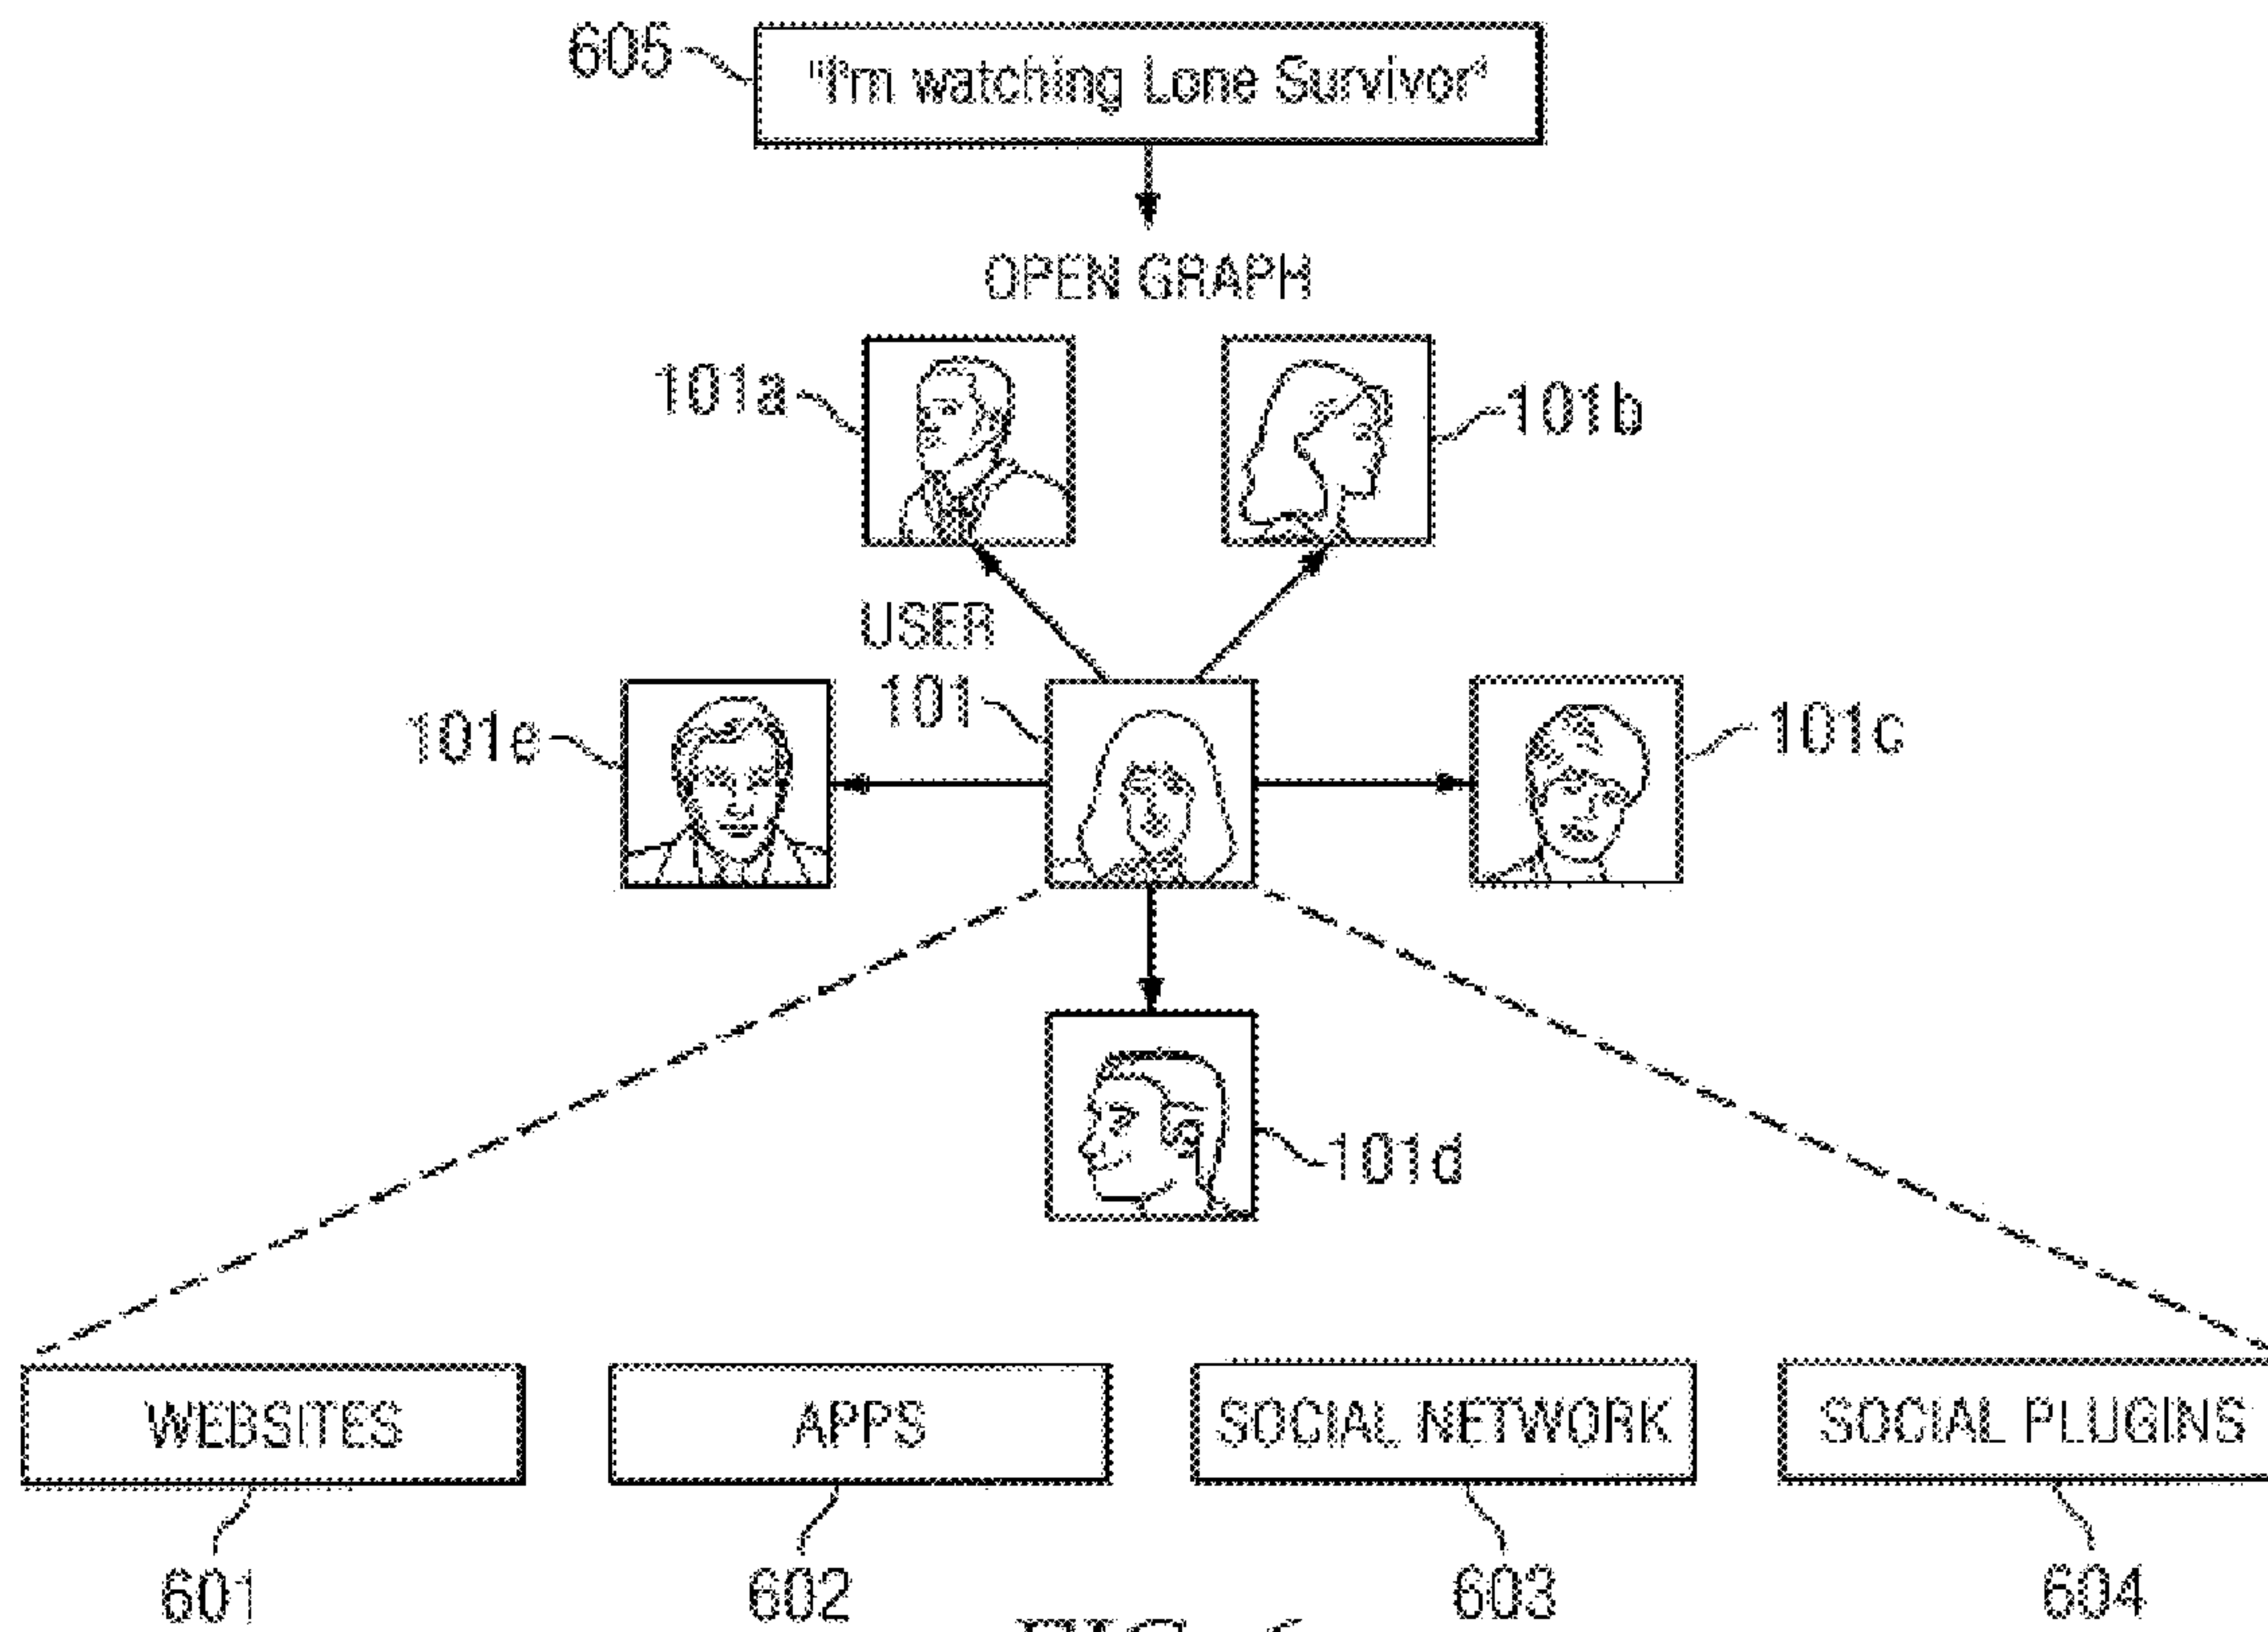 605
"I'm watching Lone Survivor"
OPEN GRAPH
101a
101b
USER
101
101e
101c
101d
WEBSITES
APPS
SOCIAL NETWORK
SOCIAL PLUGINS
601
602
603
604